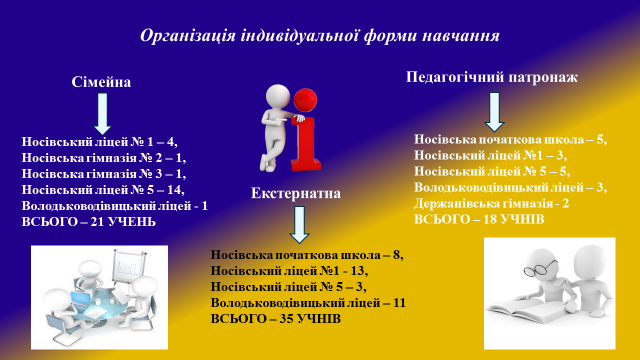 Організація індивідуальної форми навчання
Сімейна
Носівський ліцей № 1 – 4,
Носівська гімназія № 2 – 1,
Носівська гімназія № 3 – 1,
Носівський ліцей № 5 – 14,
Володьководівицький ліцей - 1
ВСЬОГО – 21 УЧЕНЬ
Екстернатна
Носівська початкова школа – 8,
Носівський ліцей №1 - 13,
Носівський ліцей № 5 – 3,
Володьководівицький ліцей – 11
ВСЬОГО – 35 УЧНІВ
Педагогічний патронаж
Носівська початкова школа – 5,
Носівський ліцей №1 – 3,
Носівський ліцей № 5 – 5,
Володьководівицький ліцей – 3,
Держанівська гімназія - 2
ВСЬОГО – 18 УЧНІВ